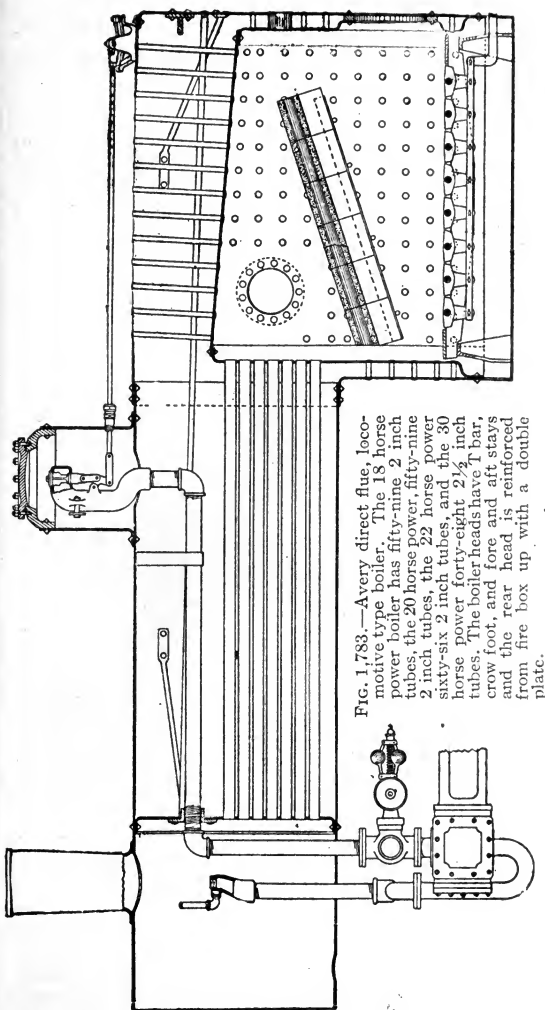 FIG. 1,783.—Avery direct flue, loco-
motive type boiler. The 18 horse
power boiler has fifty-nine 2 inch
tubes, the 20 horse power, fifty-nine
2 inch tubes, the 22 horse power
sixty-six 2 inch tubes, and the 30
horse power forty-eight 2½ inch
tubes. The boiler heads have T bar,
crow foot, and fore and aft stays
and the rear head is reinforced
from fire box up with a double
plate.